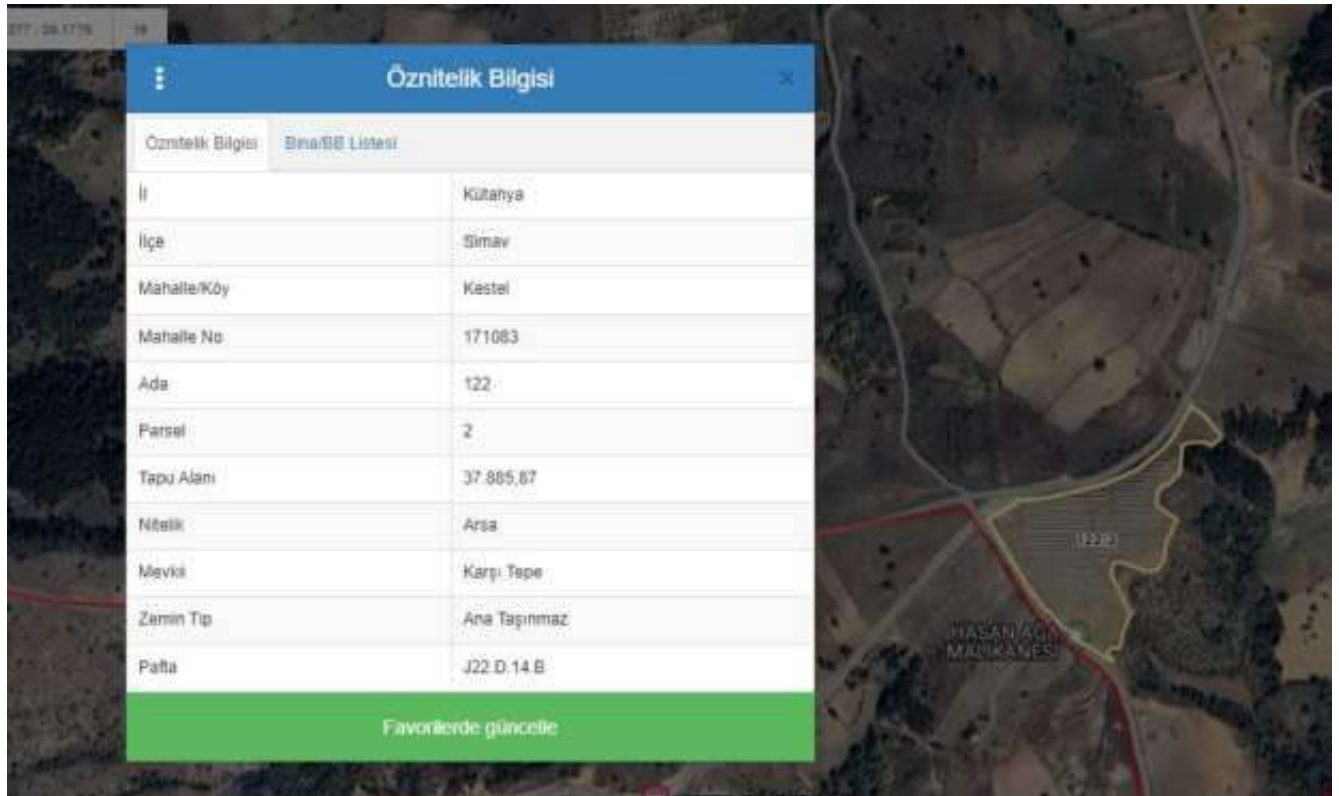 Öznitelik Bilgisi
Öznitelik Bilgisi Bina/BB Listesi
İl Kütahya
İlçe Simav
Mahalle/Köy Kestel
Mahalle No 171083
Ada 122
Parsel 2
Tapu Alanı 37.885,87
Nitelik Arsa
Mevkii Karşı Tepe
Zemin Tip Ana Taşınmaz
Pafta J22.D.14.B
122/2
HASAN AĞA
MALİKANESİ
Favorilerde güncelle